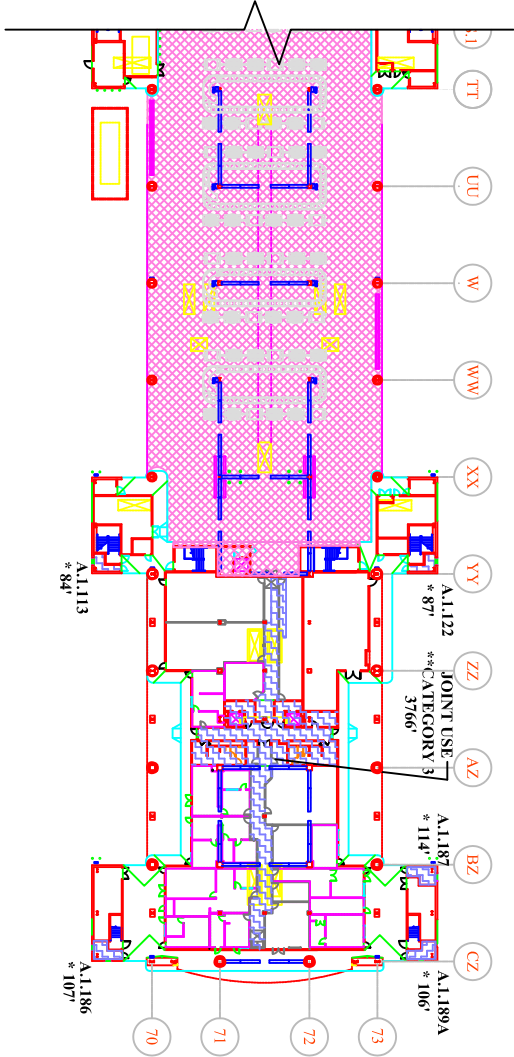 TT
UU
W
WW
XX
YY
A.1.122
* 87'
A.1.113
* 84'
ZZ
JOINT USE
**CATEGORY 3
3766'
AZ
A.1.187
* 114'
BZ
A.1.189A
* 106'
A.1.186
* 107'
CZ
70
71
72
73